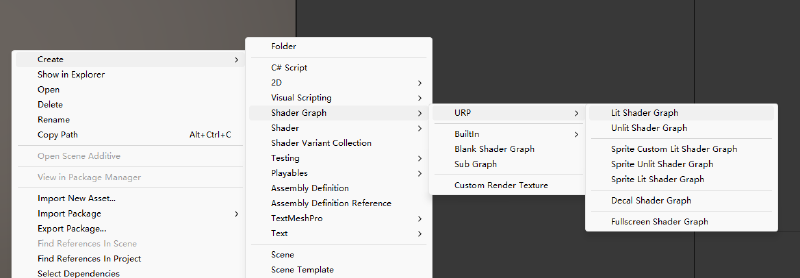 Create
Show in Explorer
Open
Delete
Rename
Copy Path Alt+Ctrl+C
Open Scene Additive
View in Package Manager
Import New Asset...
Import Package
Export Package...
Find References In Scene
Find References In Project
Select Dependencies
Folder
C# Script
2D
Visual Scripting
Shader Graph
Shader
Shader Variant Collection
Testing
Playables
Assembly Definition
Assembly Definition Reference
TextMeshPro
Text
Scene
Scene Template
URP
BuiltIn
Blank Shader Graph
Sub Graph
Custom Render Texture
Lit Shader Graph
Unlit Shader Graph
Sprite Custom Lit Shader Graph
Sprite Unlit Shader Graph
Sprite Lit Shader Graph
Decal Shader Graph
Fullscreen Shader Graph